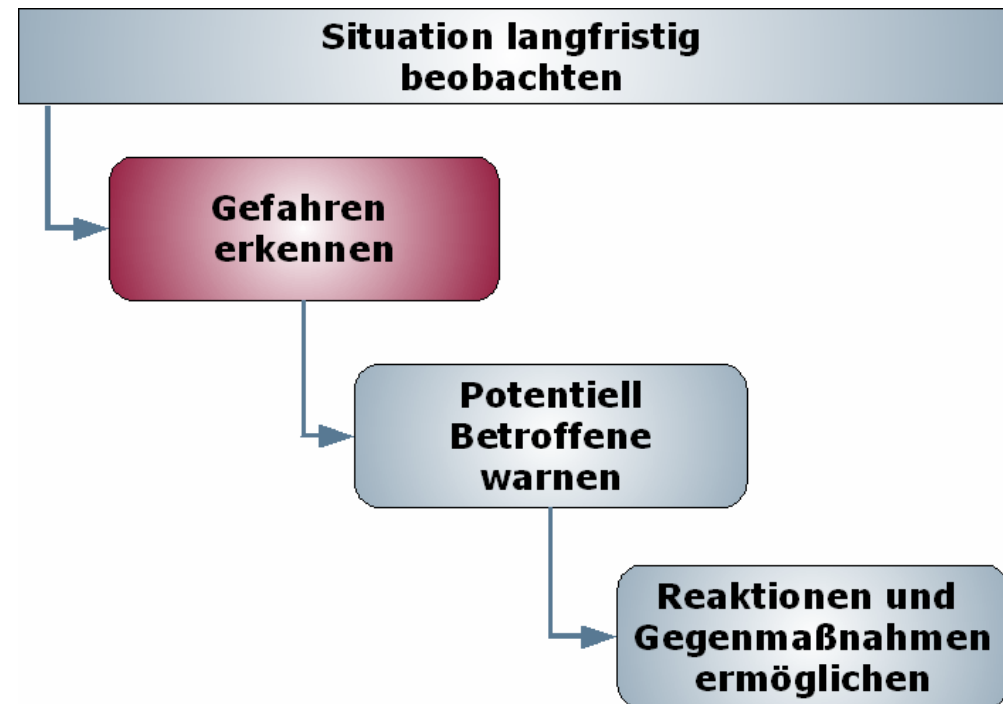 Situation langfristig
beobachten
Gefahren
erkennen
Potentiell
Betroffene
warnen
Reaktionen und
Gegenmaßnahmen
ermöglichen